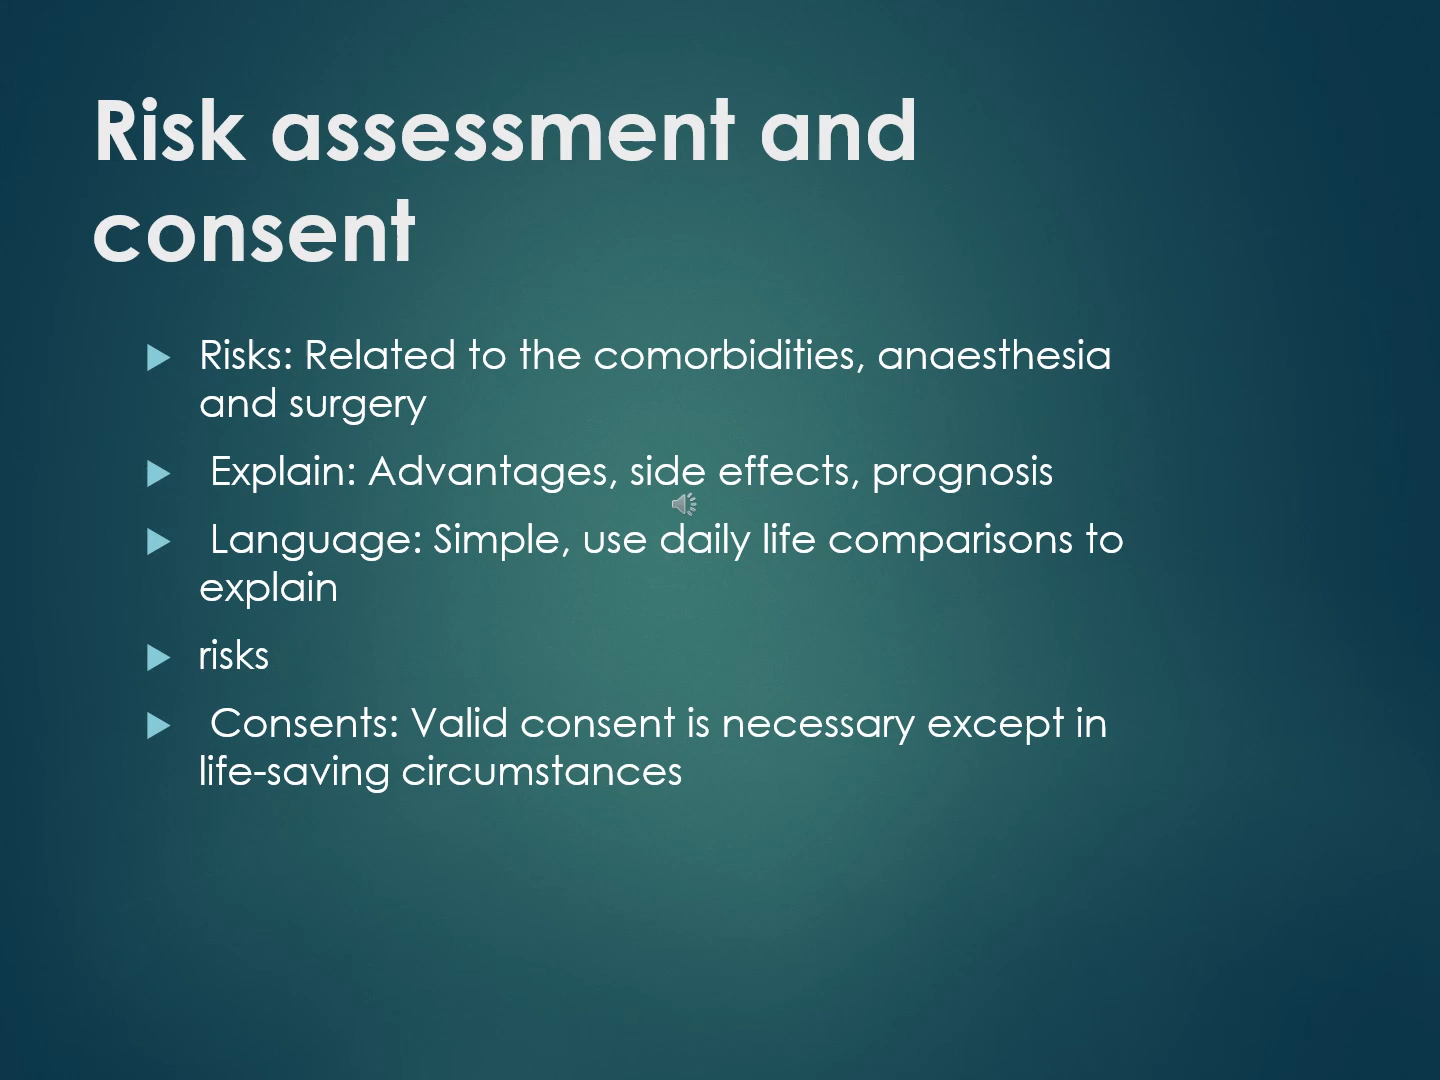 Risk assessment and
consent
Risks: Related to the comorbidities, anaesthesia
and surgery
Explain: Advantages, side effects, prognosis
Language: Simple, use daily life comparisons to
explain
risks
Consents: Valid consent is necessary except in
life-saving circumstances